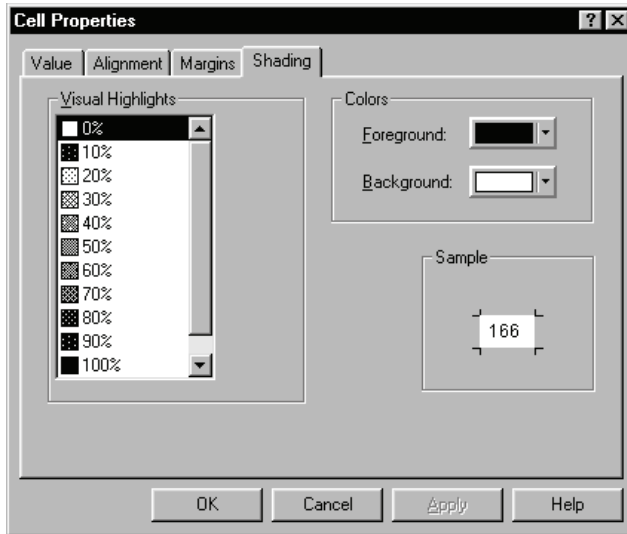 Cell Properties
Value Alignment Margins Shading
Visual Highlights
0%
10%
20%
30%
40%
50%
60%
70%
80%
90%
100%
Colors
Foreground:
Background:
Sample
166
OK Cancel Apply Help